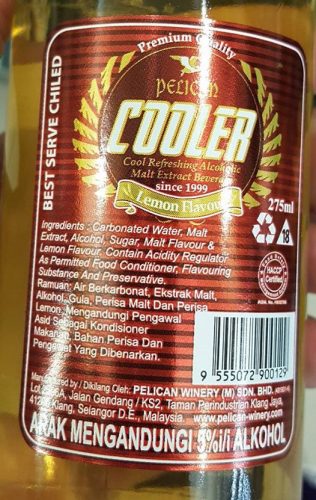 BEST SERVE CHILED
Premium Quality
PELICAN
COOLER
Cool Refreshing Alcoholic
Malt Extract Beverage
since 1999
Lemon Flavour
275ml
18
HACCP
Certified
Ingredients : Carbonated Water, Malt
Extract, Alcohol, Sugar, Malt Flavour &
Lemon Flavour. Contain Acidity Regulator
As Permitted Food Conditioner, Flavouring
Substance And Preservative.
Ramuan: Air Berkarbonat, Ekstrak Malt,
Alkohol, Gula, Perisa Malt Dan Perisa
Lemon. Mengandungi Pengawal
Asid Sebagai Kondisioner
Makanan, Bahan Perisa Dan
Pengawet Yang Dibenarkan.
9 555072 900129
Manufactured by / Dikilang Oleh: PELICAN WINERY (M) SDN. BHD.
Jalan Gendang / KS2, Taman Perindustrian Klang Jaya,
Klang, Selangor D.E., Malaysia. www.pelican-winery.com
ARAK MENGANDUNGI 5%i/i ALKOHOL